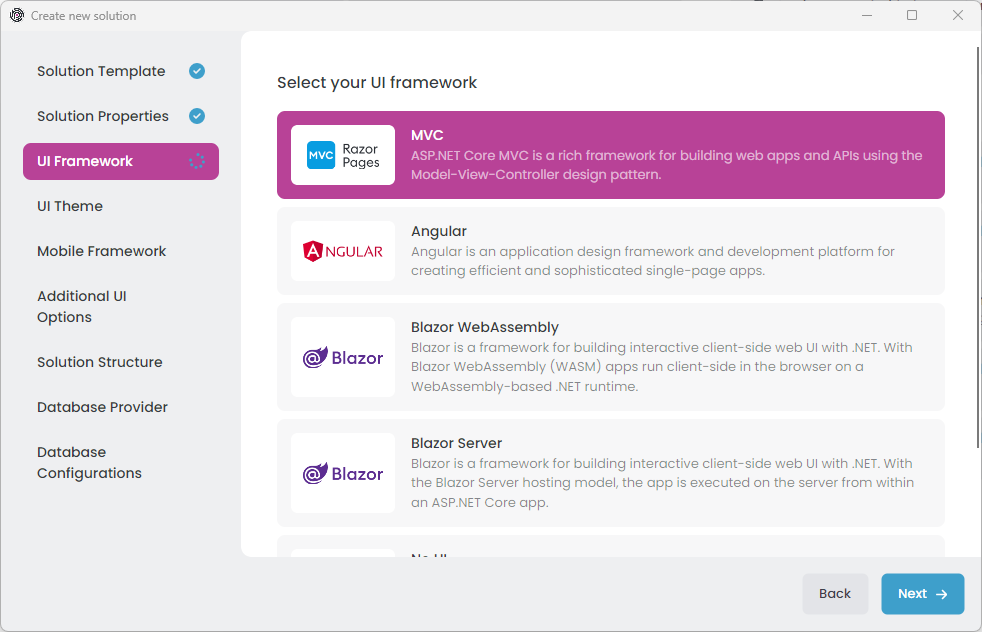 Create new solution
Solution Template
Solution Properties
UI Framework
UI Theme
Mobile Framework
Additional UI
Options
Solution Structure
Database Provider
Database
Configurations
Select your UI framework
MVC
Razor
Pages
MVC
ASP.NET Core MVC is a rich framework for building web apps and APIs using the
Model-View-Controller design pattern.
ANGULAR
Angular
Angular is an application design framework and development platform for
creating efficient and sophisticated single-page apps.
Blazor
Blazor WebAssembly
Blazor is a framework for building interactive client-side web UI with .NET. With
Blazor WebAssembly (WASM) apps run client-side in the browser on a
WebAssembly-based .NET runtime.
Blazor
Blazor Server
Blazor is a framework for building interactive client-side web UI with .NET. With
the Blazor Server hosting model, the app is executed on the server from within
an ASP.NET Core app.
No UI
Back
Next